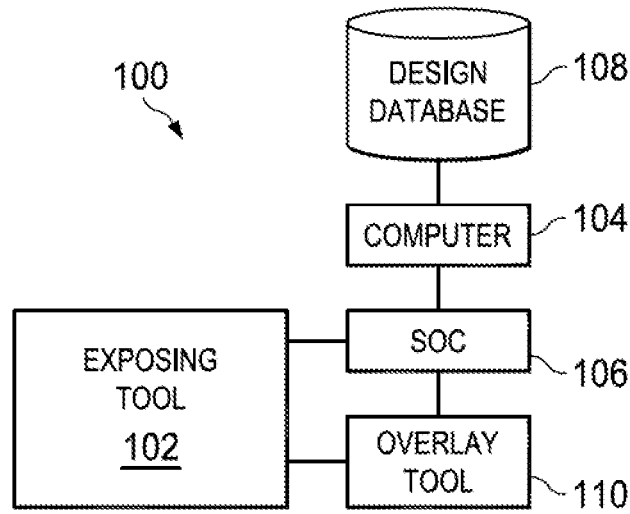 100
DESIGN
DATABASE
108
COMPUTER
104
SOC
106
EXPOSING
TOOL
102
OVERLAY
TOOL
110